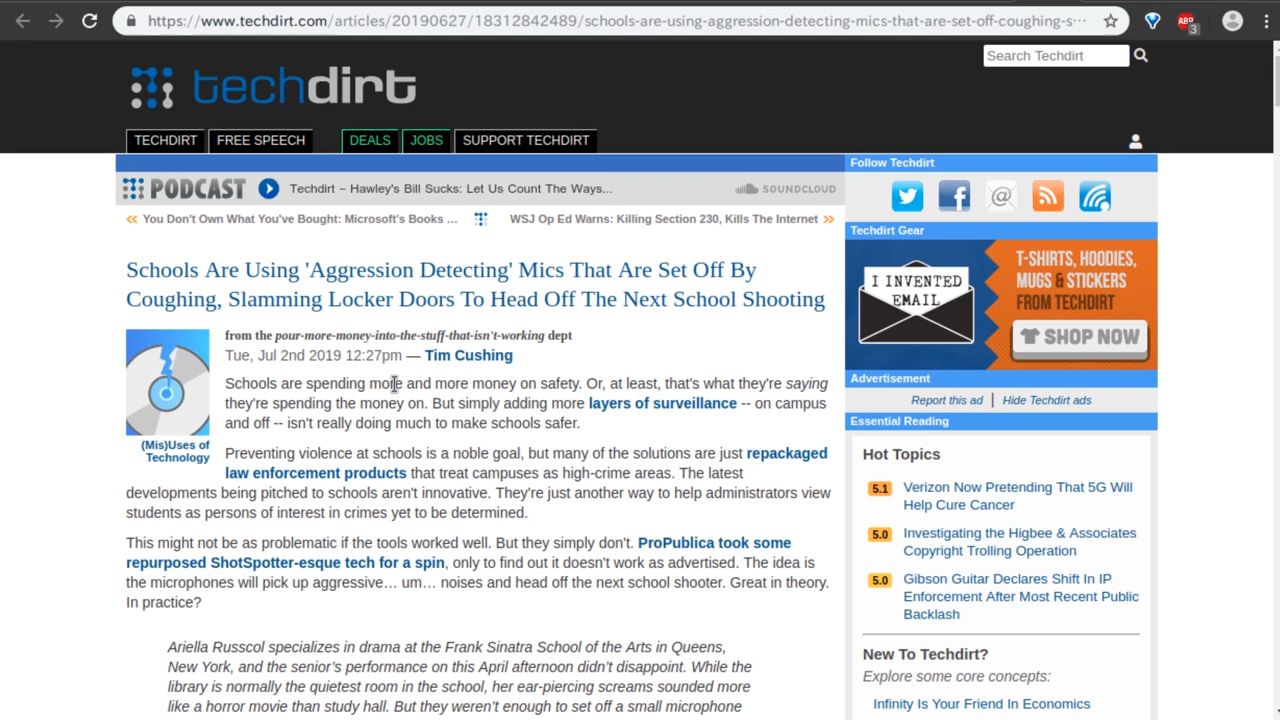 https://www.techdirt.com/articles/20190627/18312842489/schools-are-using-aggression-detecting-mics-that-are-set-off-coughing-s...
ABP
3
Search Techdirt
techdirt
TECHDIRT
FREE SPEECH
DEALS
JOBS
SUPPORT TECHDIRT
PODCAST
Techdirt – Hawley's Bill Sucks: Let Us Count The Ways...
SOUNDCLOUD
You Don't Own What You've Bought: Microsoft's Books ...
WSJ Op Ed Warns: Killing Section 230, Kills The Internet
Schools Are Using 'Aggression Detecting' Mics That Are Set Off By
Coughing, Slamming Locker Doors To Head Off The Next School Shooting
(Mis)Uses of
Technology
from the pour-more-money-into-the-stuff-that-isn't-working dept
Tue, Jul 2nd 2019 12:27pm — Tim Cushing
Schools are spending more and more money on safety. Or, at least, that's what they're saying
they're spending the money on. But simply adding more layers of surveillance -- on campus
and off -- isn't really doing much to make schools safer.
Preventing violence at schools is a noble goal, but many of the solutions are just repackaged
law enforcement products that treat campuses as high-crime areas. The latest
developments being pitched to schools aren't innovative. They're just another way to help administrators view
students as persons of interest in crimes yet to be determined.
This might not be as problematic if the tools worked well. But they simply don't. ProPublica took some
repurposed ShotSpotter-esque tech for a spin, only to find out it doesn't work as advertised. The idea is
the microphones will pick up aggressive… um… noises and head off the next school shooter. Great in theory.
In practice?
Ariella Russcol specializes in drama at the Frank Sinatra School of the Arts in Queens,
New York, and the senior's performance on this April afternoon didn't disappoint. While the
library is normally the quietest room in the school, her ear-piercing screams sounded more
like a horror movie than study hall. But they weren't enough to set off a small microphone
Follow Techdirt
Techdirt Gear
I INVENTED
EMAIL
T-SHIRTS, HOODIES,
MUGS & STICKERS
FROM TECHDIRT
SHOP NOW
Advertisement
Report this ad | Hide Techdirt ads
Essential Reading
Hot Topics
5.1 Verizon Now Pretending That 5G Will
Help Cure Cancer
5.0 Investigating the Higbee & Associates
Copyright Trolling Operation
5.0 Gibson Guitar Declares Shift In IP
Enforcement After Most Recent Public
Backlash
New To Techdirt?
Explore some core concepts:
Infinity Is Your Friend In Economics